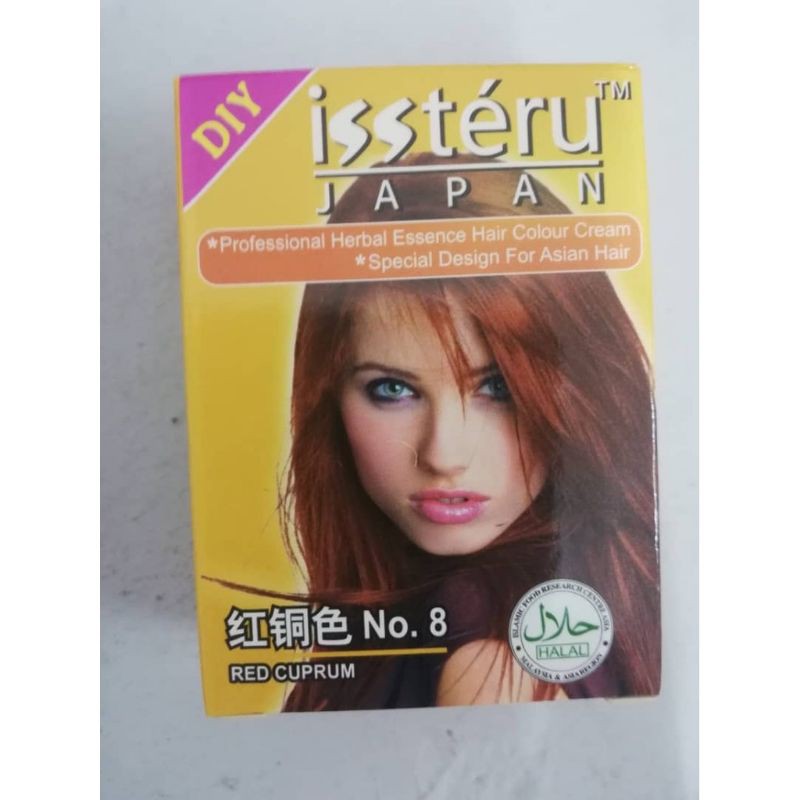 DIY
isstéru™
JAPAN
*Professional Herbal Essence Hair Colour Cream
*Special Design For Asian Hair
红铜色 No. 8
RED CUPRUM
ISLAMIC FOOD RESEARCH CENTRE ASIA
حلال
HALAL
MALAYSIA & ASIA REGION